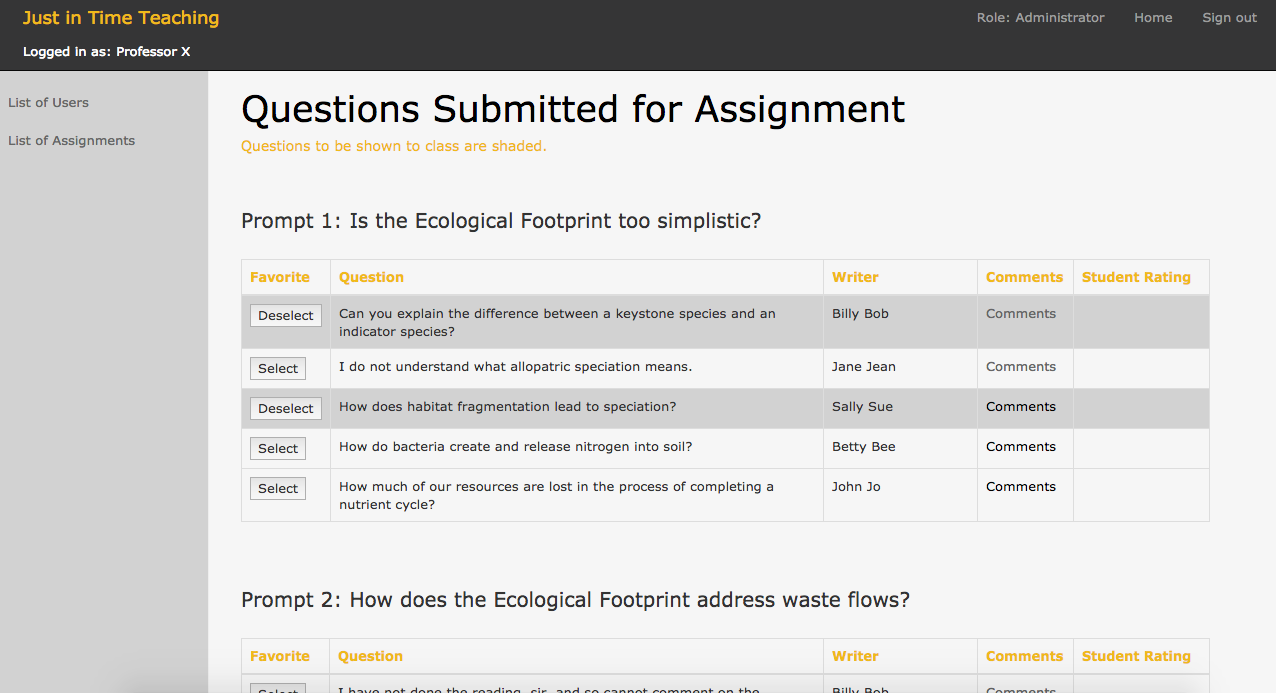 Just in Time Teaching
Role: Administrator Home Sign out
Logged in as: Professor X
List of Users
List of Assignments
Questions Submitted for Assignment
Questions to be shown to class are shaded.
Prompt 1: Is the Ecological Footprint too simplistic?
Favorite Question Writer Comments Student Rating
Deselect Can you explain the difference between a keystone species and an Billy Bob Comments
indicator species?
Select I do not understand what allopatric speciation means. Jane Jean Comments
Deselect How does habitat fragmentation lead to speciation? Sally Sue Comments
Select How do bacteria create and release nitrogen into soil? Betty Bee Comments
Select How much of our resources are lost in the process of completing a John Jo Comments
nutrient cycle?
Prompt 2: How does the Ecological Footprint address waste flows?
Favorite Question Writer Comments Student Rating
Select I have not done the reading, sir, and so cannot comment on the Billy Bob Comments